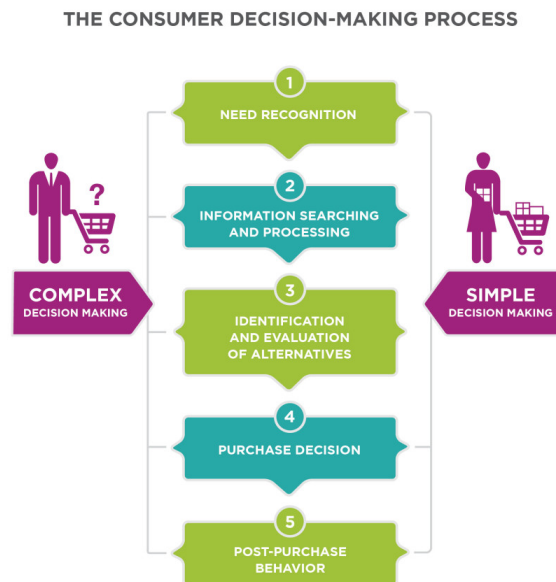 THE CONSUMER DECISION-MAKING PROCESS
1
NEED RECOGNITION
?
2
INFORMATION SEARCHING
AND PROCESSING
COMPLEX
DECISION MAKING
3
IDENTIFICATION
AND EVALUATION
OF ALTERNATIVES
SIMPLE
DECISION MAKING
4
PURCHASE DECISION
5
POST-PURCHASE
BEHAVIOR